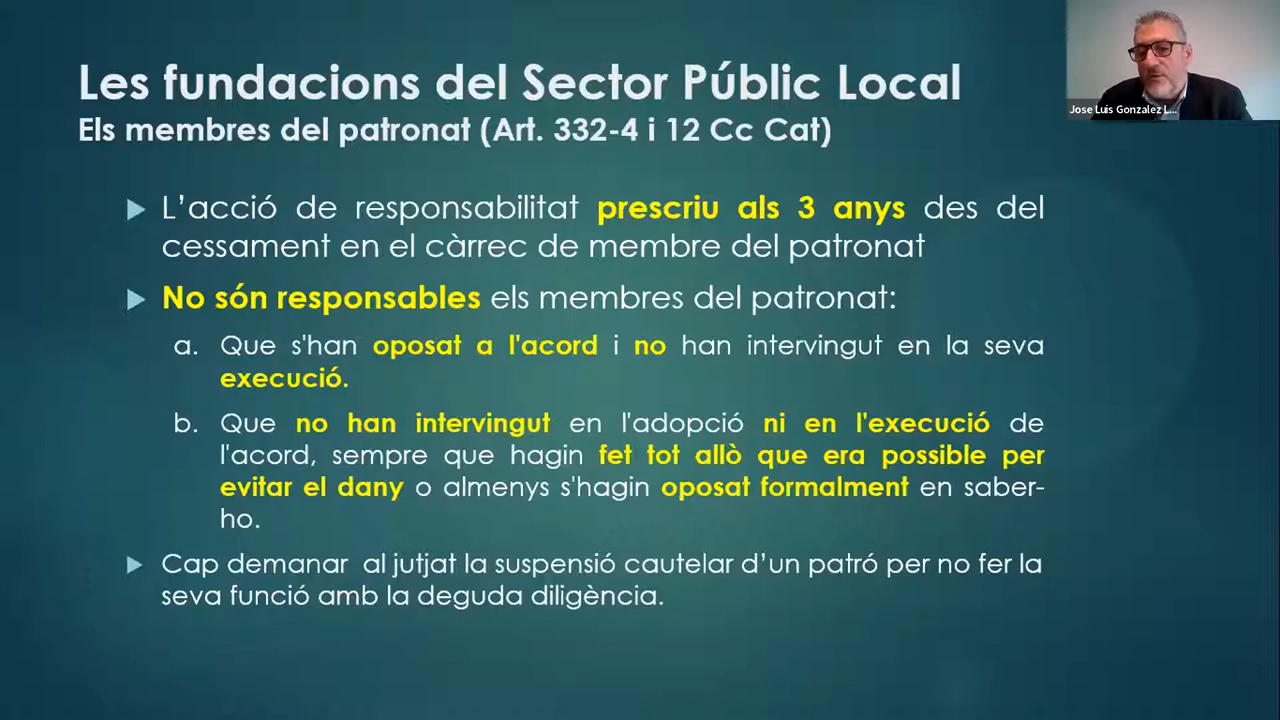 Les fundacions del Sector Públic Local
Els membres del patronat (Art. 332-4 i 12 Cc Cat)
Jose Luis Gonzalez L...
L’acció de responsabilitat prescriu als 3 anys des del
cessament en el càrrec de membre del patronat
No són responsables els membres del patronat:
a. Que s'han oposat a l'acord i no han intervingut en la seva
execució.
b. Que no han intervingut en l'adopció ni en l'execució de
l'acord, sempre que hagin fet tot allò que era possible per
evitar el dany o almenys s'hagin oposat formalment en saber-
ho.
Cap demanar al jutjat la suspensió cautelar d’un patró per no fer la
seva funció amb la deguda diligència.